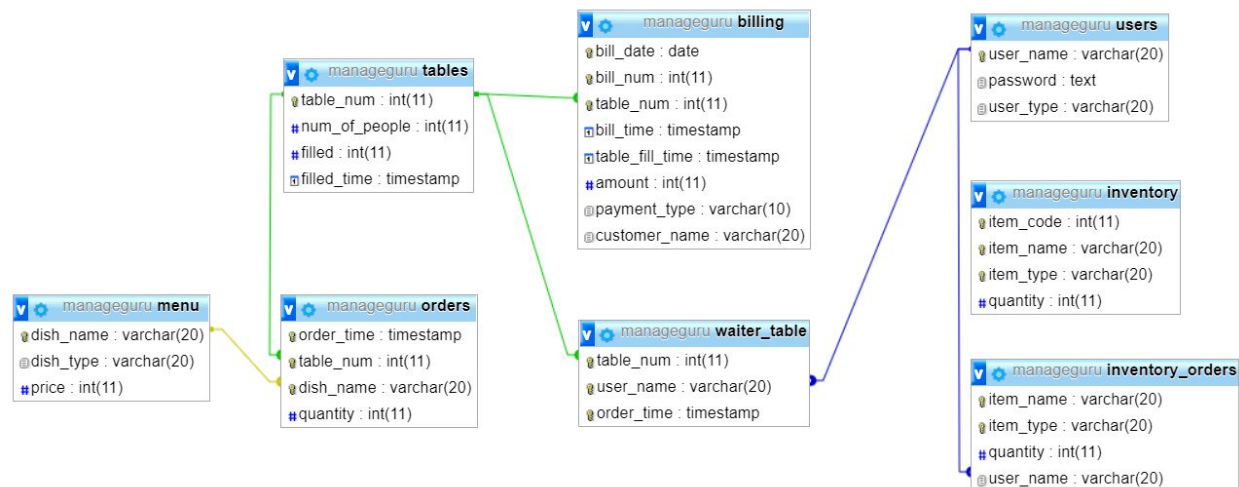 manageguru tables
table_num : int(11)
num_of_people : int(11)
filled : int(11)
filled_time : timestamp
manageguru billing
bill_date : date
bill_num : int(11)
table_num : int(11)
bill_time : timestamp
table_fill_time : timestamp
amount : int(11)
payment_type : varchar(10)
customer_name : varchar(20)
manageguru users
user_name : varchar(20)
password : text
user_type : varchar(20)
manageguru inventory
item_code : int(11)
item_name : varchar(20)
item_type : varchar(20)
quantity : int(11)
manageguru menu
dish_name : varchar(20)
dish_type : varchar(20)
price : int(11)
manageguru orders
order_time : timestamp
table_num : int(11)
dish_name : varchar(20)
quantity : int(11)
manageguru waiter_table
table_num : int(11)
user_name : varchar(20)
order_time : timestamp
manageguru inventory_orders
item_name : varchar(20)
item_type : varchar(20)
quantity : int(11)
user_name : varchar(20)